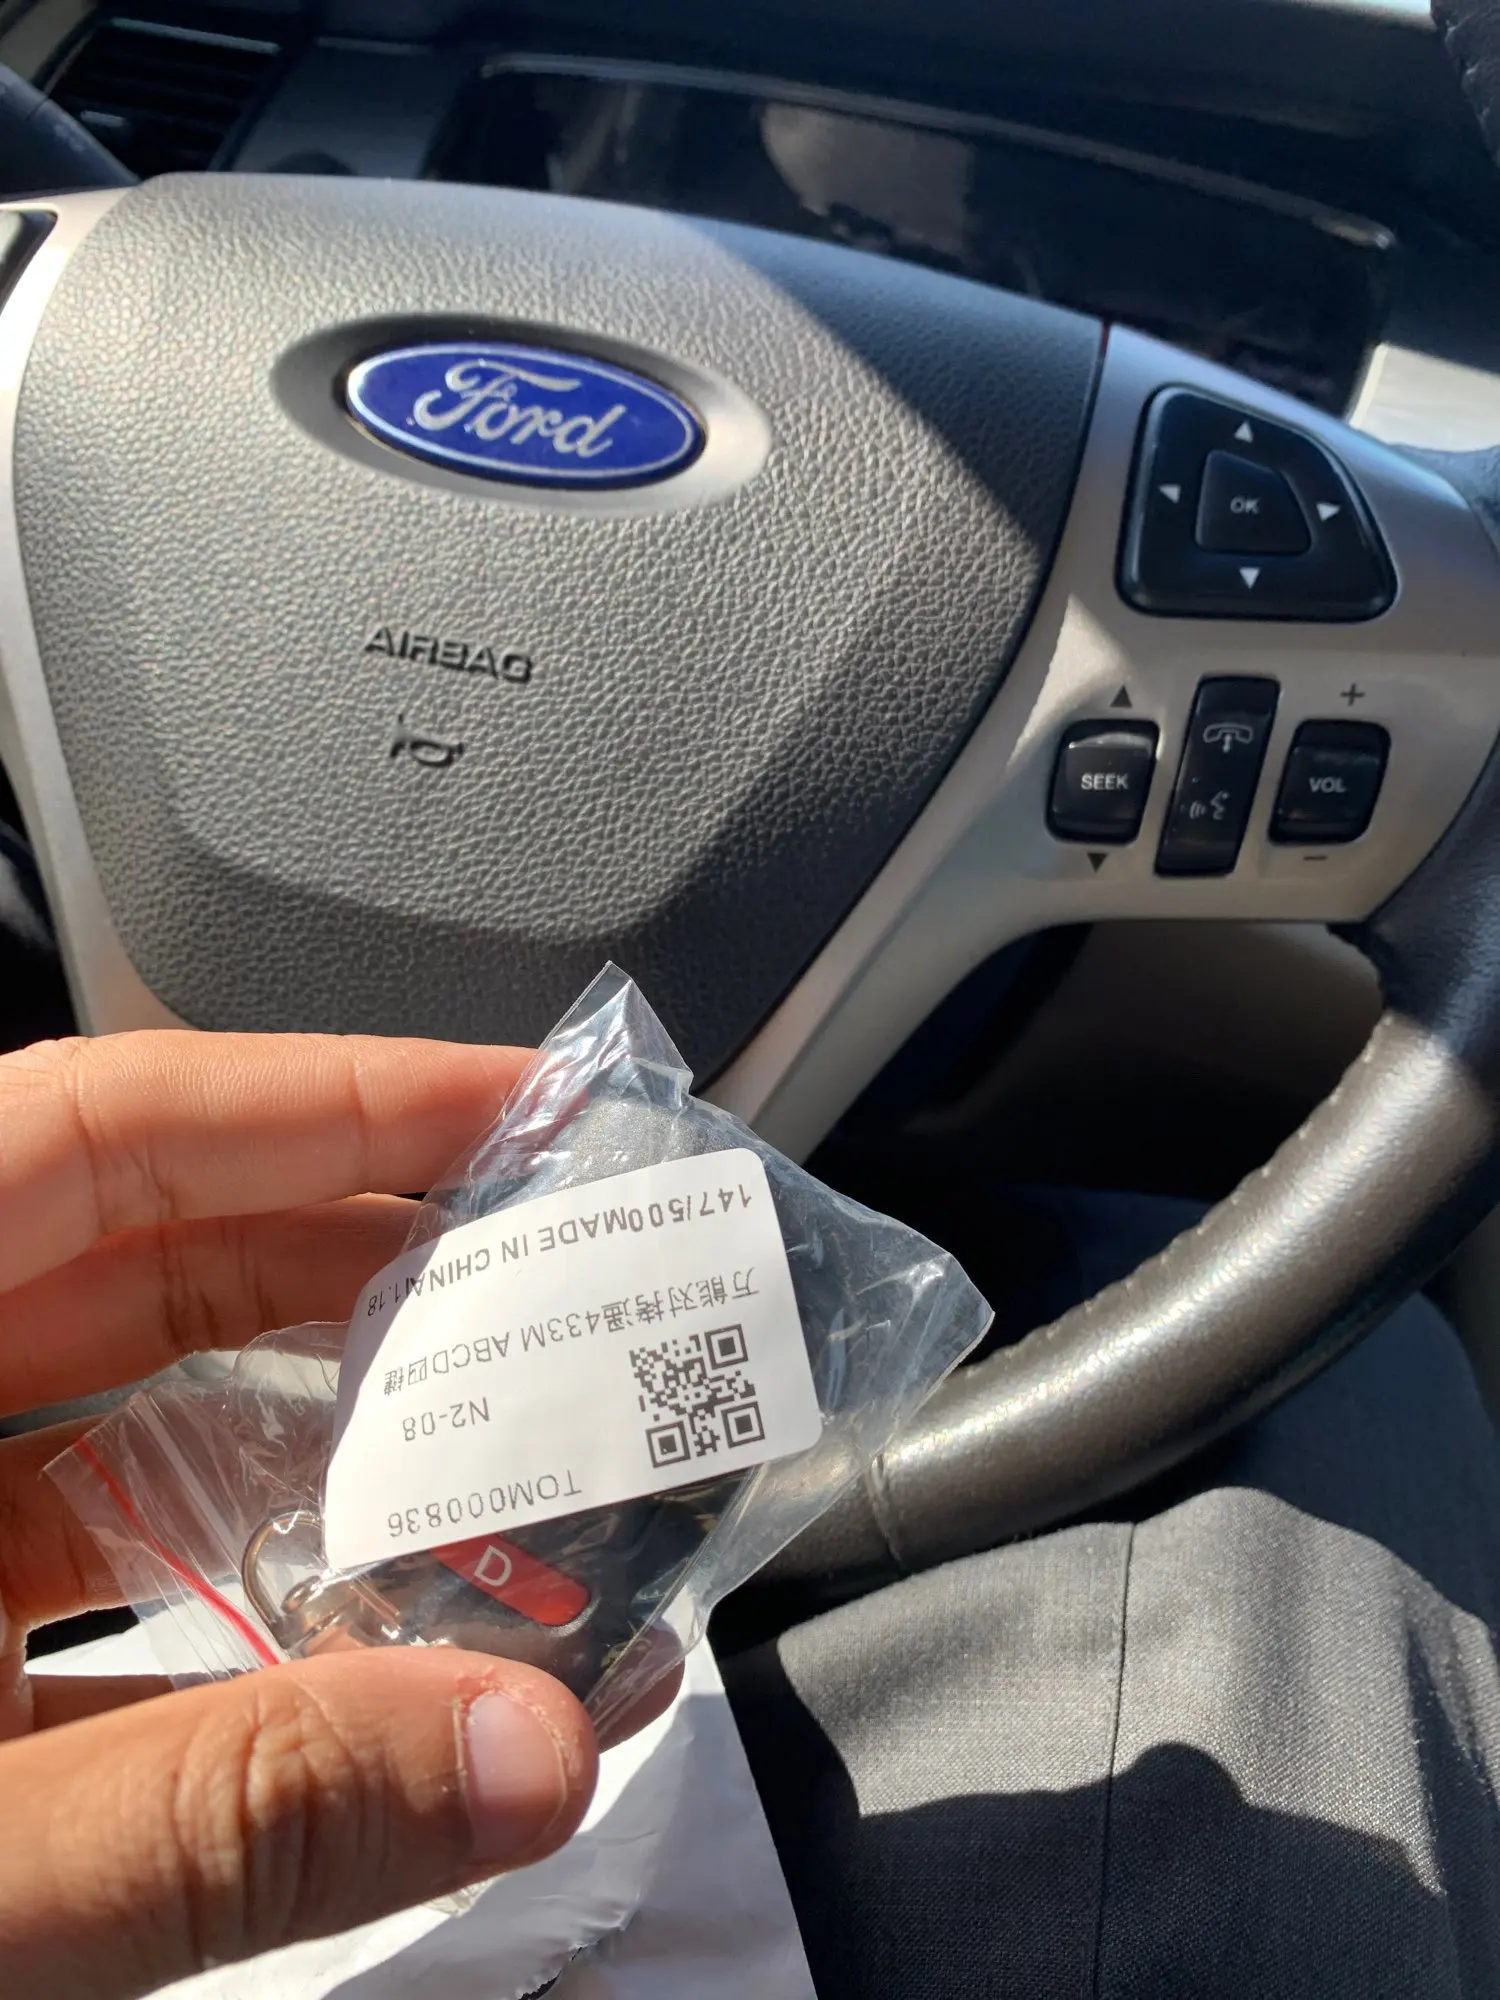 Ford
AIRBAG
OK
SEEK
VOL
+
−
TOM000836
N2-08
万能对拷遥433M ABCD四键
147/500MADE IN CHINA11.18
D